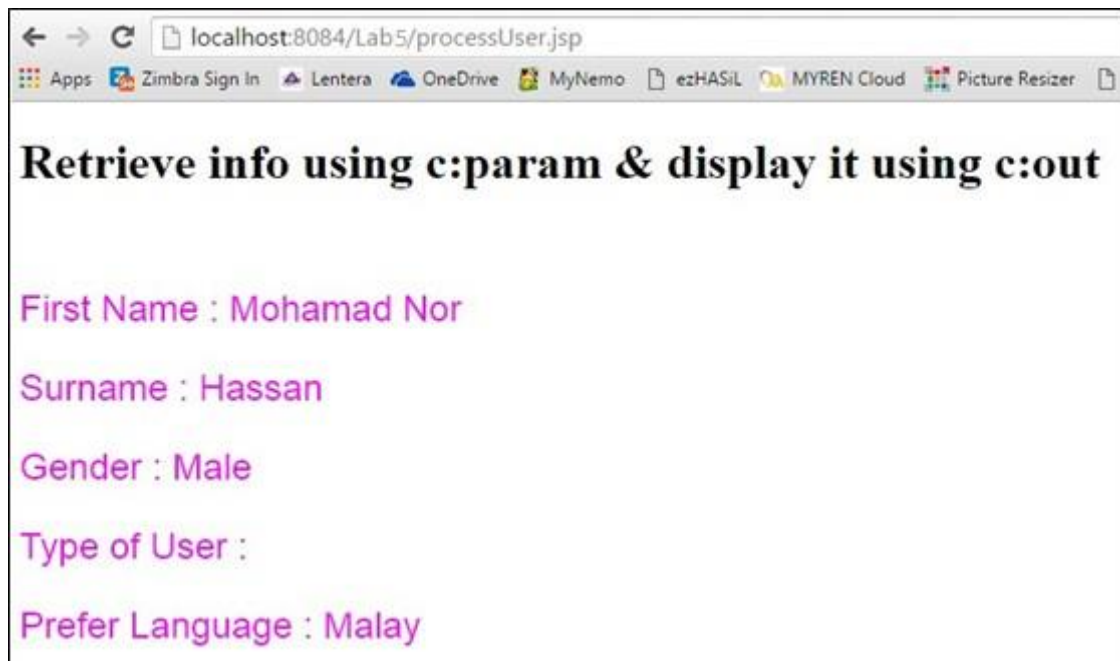 localhost:8084/Lab5/processUser.jsp
Apps Zimbra Sign In Lentera OneDrive MyNemo ezHASiL MYREN Cloud Picture Resizer
Retrieve info using c:param & display it using c:out
First Name : Mohamad Nor
Surname : Hassan
Gender : Male
Type of User :
Prefer Language : Malay